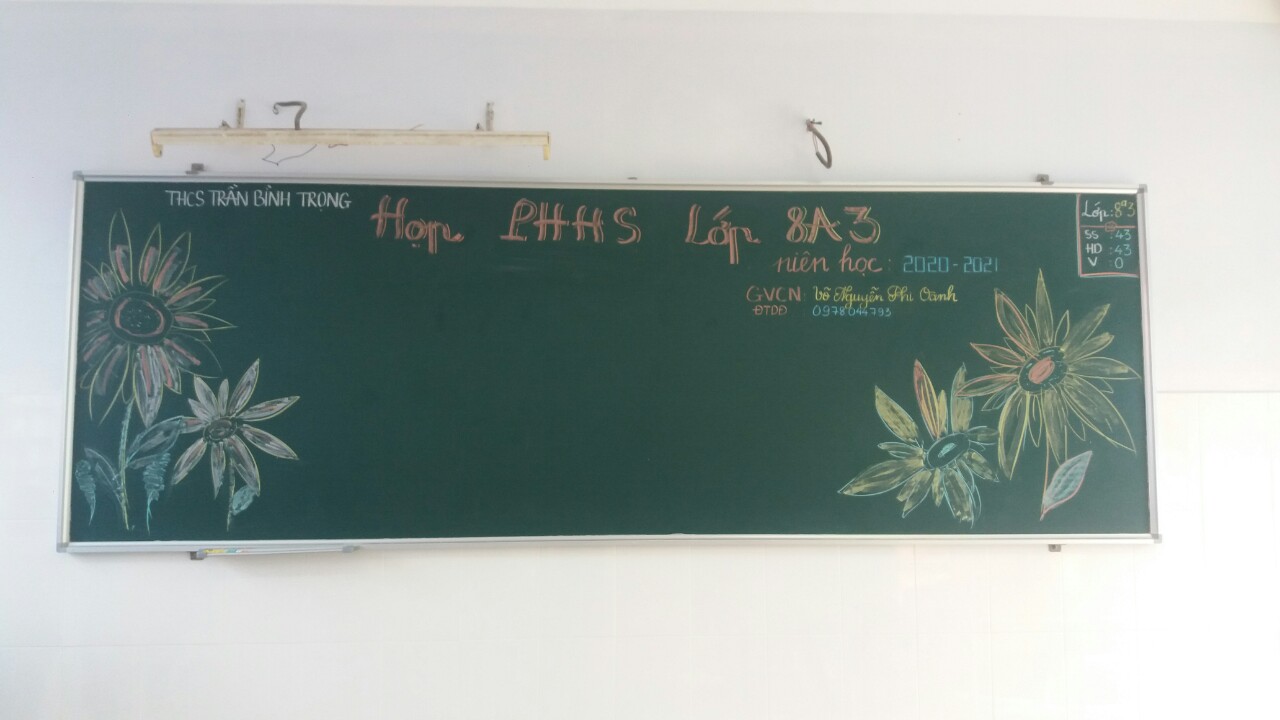 THCS TRẦN BÌNH TRỌNG
Họp PHHS Lớp 8A3
niên học: 2020-2021
GVCN: Võ Nguyễn Phi Oanh
ĐTDĐ 0978044793
Lớp: 8a3
SS : 43
HD : 43
V : 0